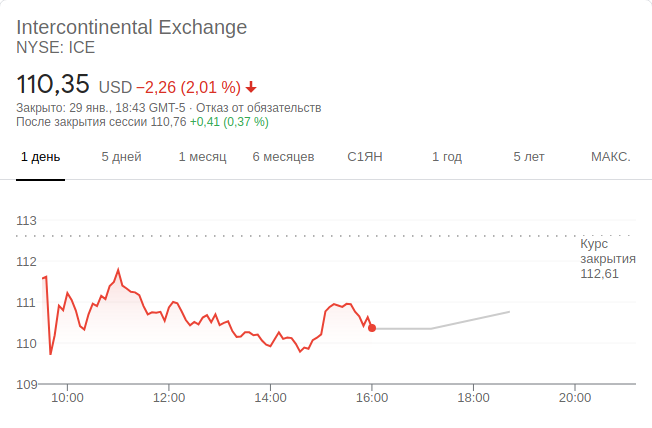 Intercontinental Exchange
NYSE: ICE
110,35 USD −2,26 (2,01 %)
Закрыто: 29 янв., 18:43 GMT-5 · Отказ от обязательств
После закрытия сессии 110,76 +0,41 (0,37 %)
1 день 5 дней 1 месяц 6 месяцев С1ЯН 1 год 5 лет МАКС.
113
Курс
закрытия
112,61
112
111
110
109
10:00 12:00 14:00 16:00 18:00 20:00